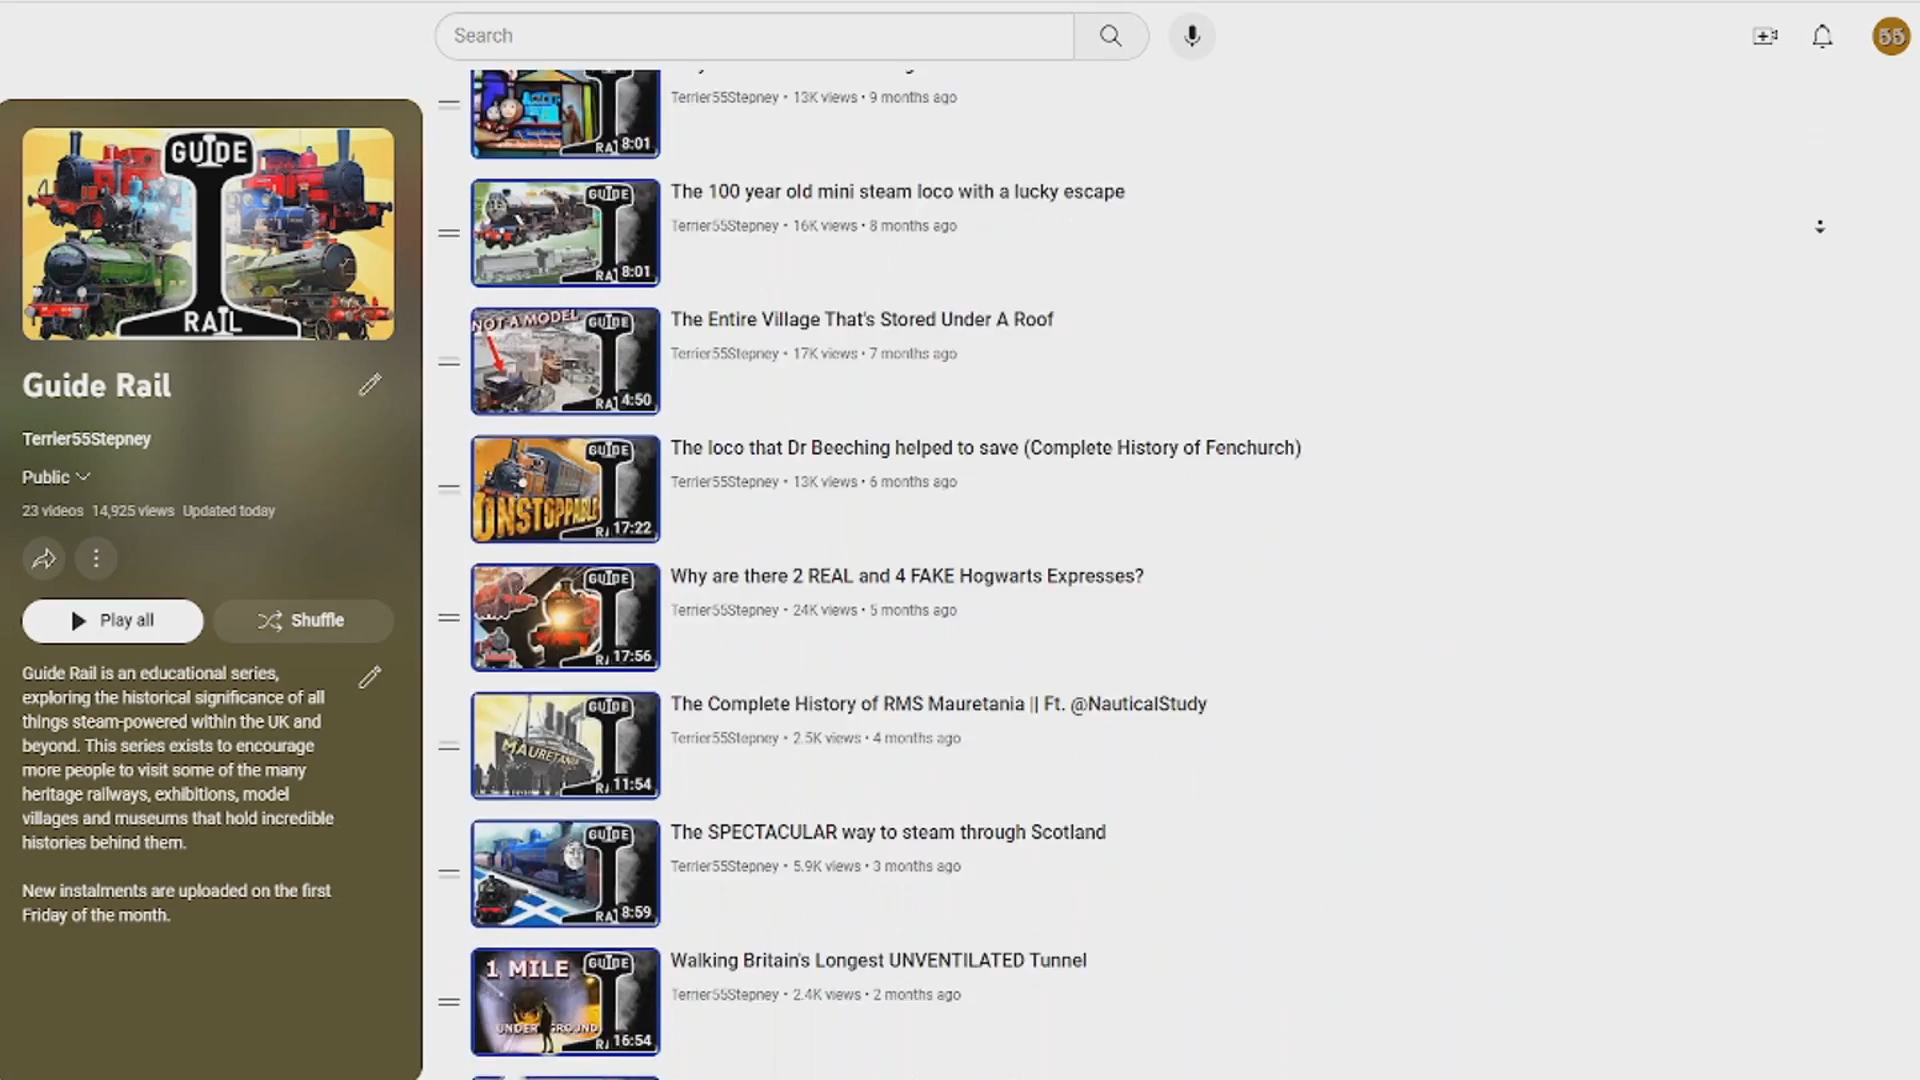 Search
55
Terrier55Stepney • 13K views • 9 months ago
8:01
GUIDE
RAIL
Guide Rail
Terrier55Stepney
Public
23 videos 14,925 views Updated today
Play all
Shuffle
Guide Rail is an educational series,
exploring the historical significance of all
things steam-powered within the UK and
beyond. This series exists to encourage
more people to visit some of the many
heritage railways, exhibitions, model
villages and museums that hold incredible
histories behind them.
New instalments are uploaded on the first
Friday of the month.
GUIDE
8:01
The 100 year old mini steam loco with a lucky escape
Terrier55Stepney • 16K views • 8 months ago
NOT A MODEL
GUIDE
4:50
The Entire Village That's Stored Under A Roof
Terrier55Stepney • 17K views • 7 months ago
GUIDE
UNSTOPPABLE
17:22
The loco that Dr Beeching helped to save (Complete History of Fenchurch)
Terrier55Stepney • 13K views • 6 months ago
GUIDE
17:56
Why are there 2 REAL and 4 FAKE Hogwarts Expresses?
Terrier55Stepney • 24K views • 5 months ago
GUIDE
MAURETANIA
11:54
The Complete History of RMS Mauretania || Ft. @NauticalStudy
Terrier55Stepney • 2.5K views • 4 months ago
GUIDE
8:59
The SPECTACULAR way to steam through Scotland
Terrier55Stepney • 5.9K views • 3 months ago
1 MILE
GUIDE
UNDERGROUND
16:54
Walking Britain's Longest UNVENTILATED Tunnel
Terrier55Stepney • 2.4K views • 2 months ago